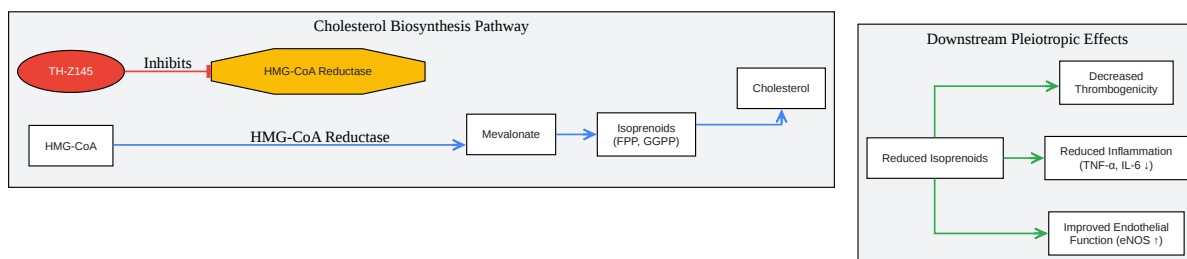 Cholesterol Biosynthesis Pathway
TH-Z145
Inhibits
HMG-CoA Reductase
HMG-CoA
HMG-CoA Reductase
Mevalonate
Isoprenoids
(FPP, GGPP)
Cholesterol
Downstream Pleiotropic Effects
Reduced Isoprenoids
Decreased
Thrombogenicity
Reduced Inflammation
(TNF-α, IL-6 ↓)
Improved Endothelial
Function (eNOS ↑)